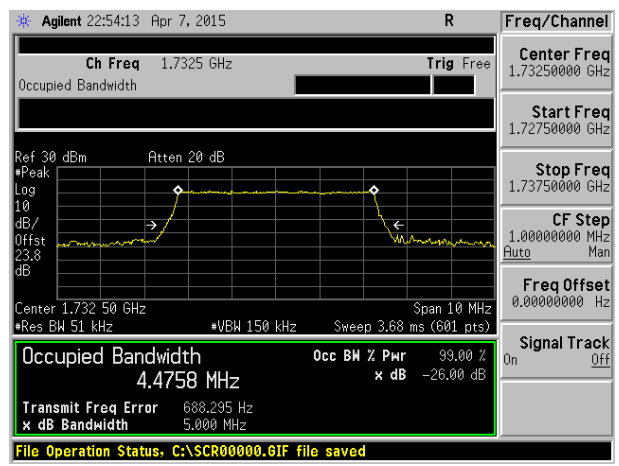 Agilent 22:54:13 Apr 7, 2015 R
Freq/Channel
Ch Freq 1.7325 GHz Trig Free
Occupied Bandwidth
Center Freq
1.73250000 GHz
Start Freq
1.72750000 GHz
Stop Freq
1.73750000 GHz
CF Step
1.00000000 MHz
Auto Man
Freq Offset
0.00000000 Hz
Signal Track
On Off
Ref 30 dBm Atten 20 dB
#Peak
Log
10
dB/
Offst
23.8
dB
Center 1.732 50 GHz Span 10 MHz
#Res BW 51 kHz #VBW 150 kHz Sweep 3.68 ms (601 pts)
Occupied Bandwidth
4.4758 MHz
Occ BW % Pwr 99.00 %
x dB -26.00 dB
Transmit Freq Error 688.295 Hz
x dB Bandwidth 5.000 MHz
File Operation Status, C:\SCR00000.GIF file saved